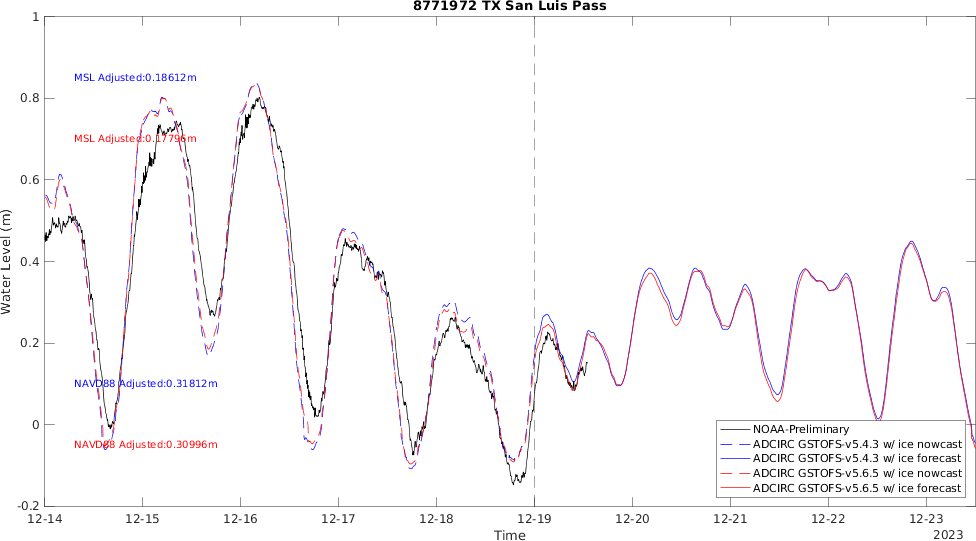 8771972 TX San Luis Pass
1
0.8
0.6
0.4
0.2
0
-0.2
Water Level (m)
MSL Adjusted:0.18612m
MSL Adjusted:0.17796m
NAVD88 Adjusted:0.31812m
NAVD88 Adjusted:0.30996m
NOAA-Preliminary
ADCIRC GSTOFS-v5.4.3 w/ ice nowcast
ADCIRC GSTOFS-v5.4.3 w/ ice forecast
ADCIRC GSTOFS-v5.6.5 w/ ice nowcast
ADCIRC GSTOFS-v5.6.5 w/ ice forecast
12-14 12-15 12-16 12-17 12-18 12-19 12-20 12-21 12-22 12-23
Time
2023